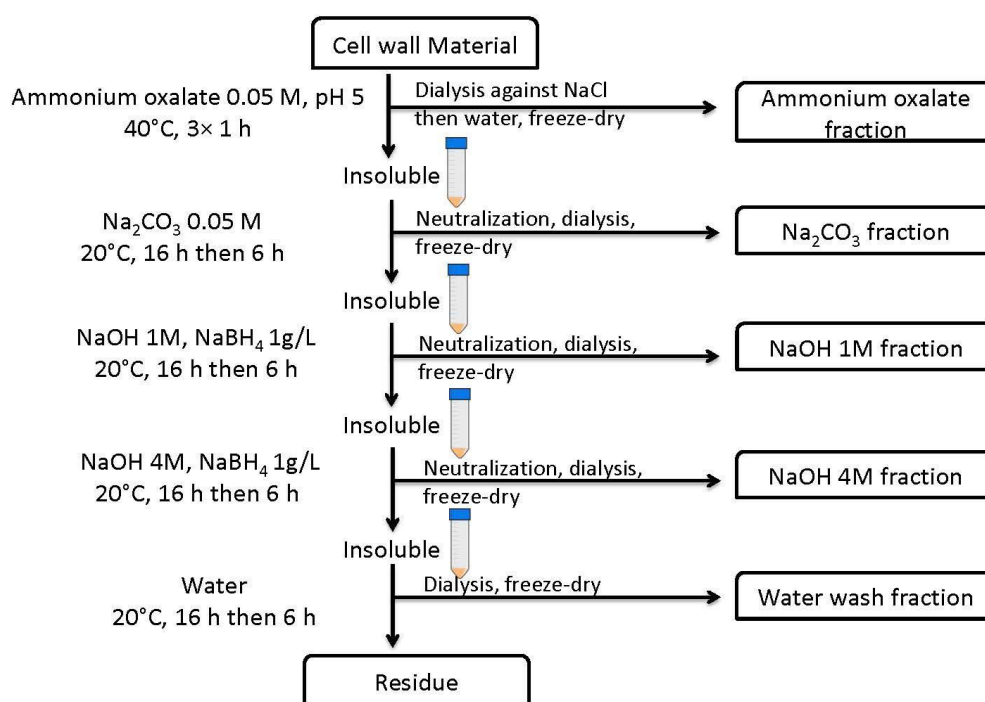 Cell wall Material
Ammonium oxalate 0.05 M, pH 5
40°C, 3× 1 h
Dialysis against NaCl
then water, freeze-dry
Ammonium oxalate
fraction
Insoluble
Na₂CO₃ 0.05 M
20°C, 16 h then 6 h
Neutralization, dialysis,
freeze-dry
Na₂CO₃ fraction
Insoluble
NaOH 1M, NaBH₄ 1g/L
20°C, 16 h then 6 h
Neutralization, dialysis,
freeze-dry
NaOH 1M fraction
Insoluble
NaOH 4M, NaBH₄ 1g/L
20°C, 16 h then 6 h
Neutralization, dialysis,
freeze-dry
NaOH 4M fraction
Insoluble
Water
20°C, 16 h then 6 h
Dialysis, freeze-dry
Water wash fraction
Residue